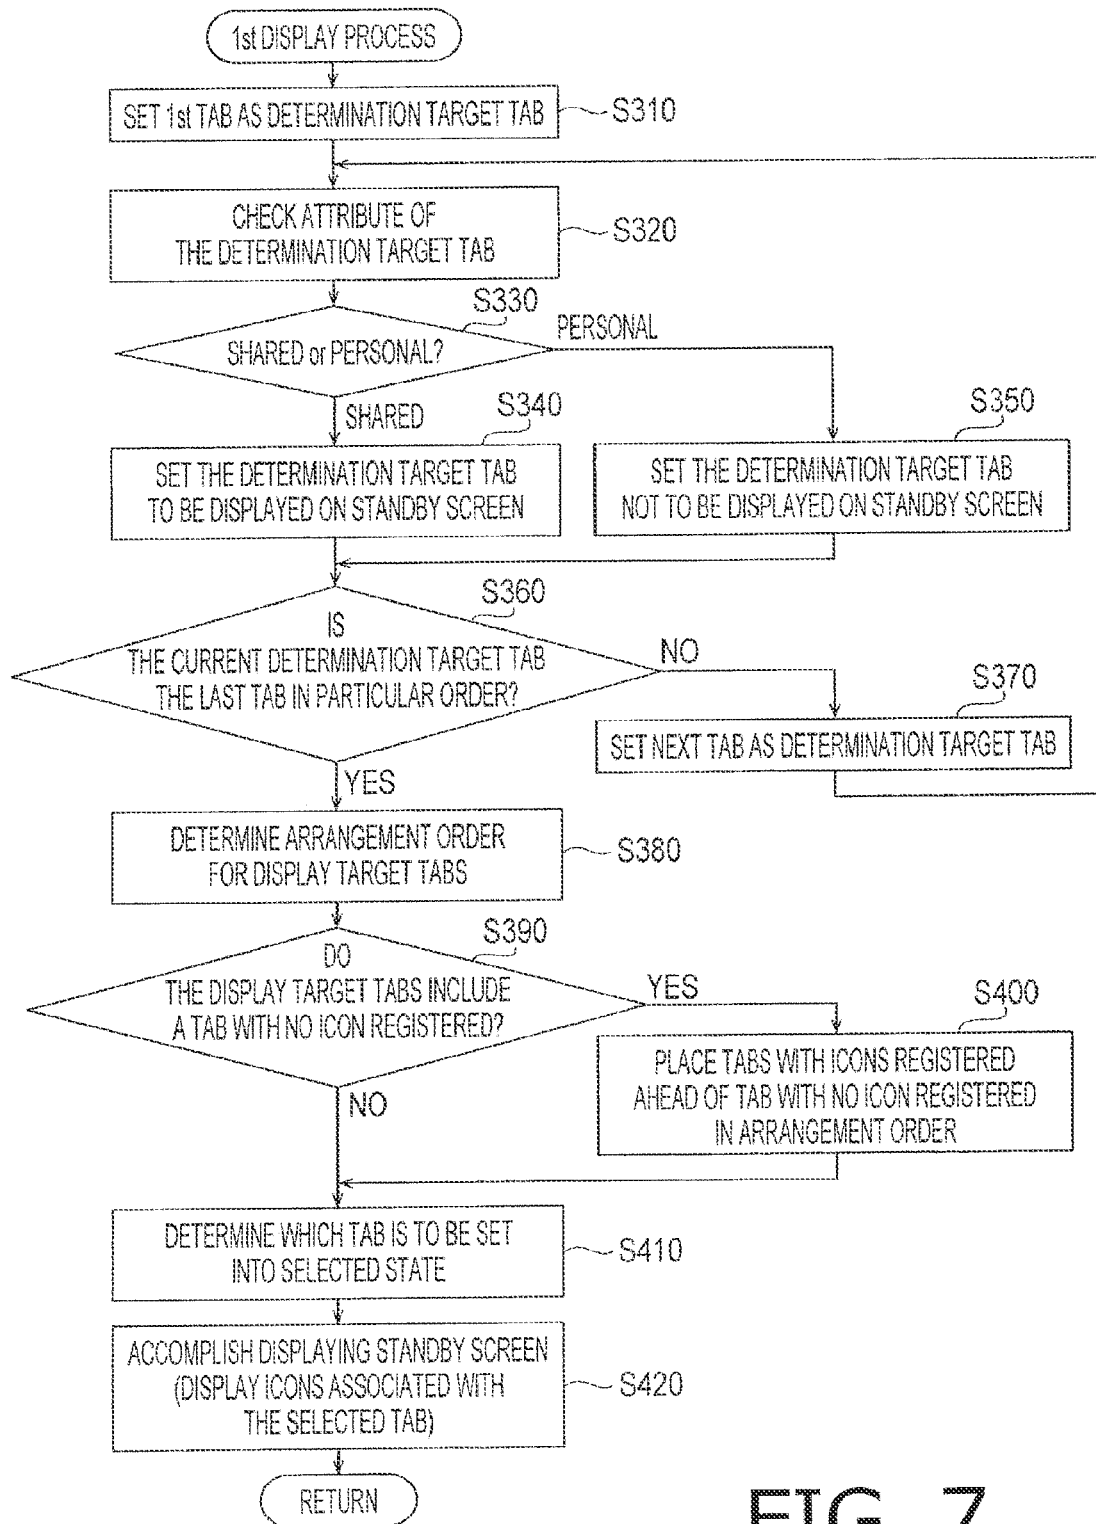 1st DISPLAY PROCESS
SET 1st TAB AS DETERMINATION TARGET TAB
S310
CHECK ATTRIBUTE OF
THE DETERMINATION TARGET TAB
S320
S330
SHARED or PERSONAL?
PERSONAL
SHARED
S340
SET THE DETERMINATION TARGET TAB
TO BE DISPLAYED ON STANDBY SCREEN
S350
SET THE DETERMINATION TARGET TAB
NOT TO BE DISPLAYED ON STANDBY SCREEN
S360
IS
THE CURRENT DETERMINATION TARGET TAB
THE LAST TAB IN PARTICULAR ORDER?
NO
S370
SET NEXT TAB AS DETERMINATION TARGET TAB
YES
DETERMINE ARRANGEMENT ORDER
FOR DISPLAY TARGET TABS
S380
S390
DO
THE DISPLAY TARGET TABS INCLUDE
A TAB WITH NO ICON REGISTERED?
YES
S400
PLACE TABS WITH ICONS REGISTERED
AHEAD OF TAB WITH NO ICON REGISTERED
IN ARRANGEMENT ORDER
NO
DETERMINE WHICH TAB IS TO BE SET
INTO SELECTED STATE
S410
ACCOMPLISH DISPLAYING STANDBY SCREEN
(DISPLAY ICONS ASSOCIATED WITH
THE SELECTED TAB)
S420
RETURN
FIG. 7